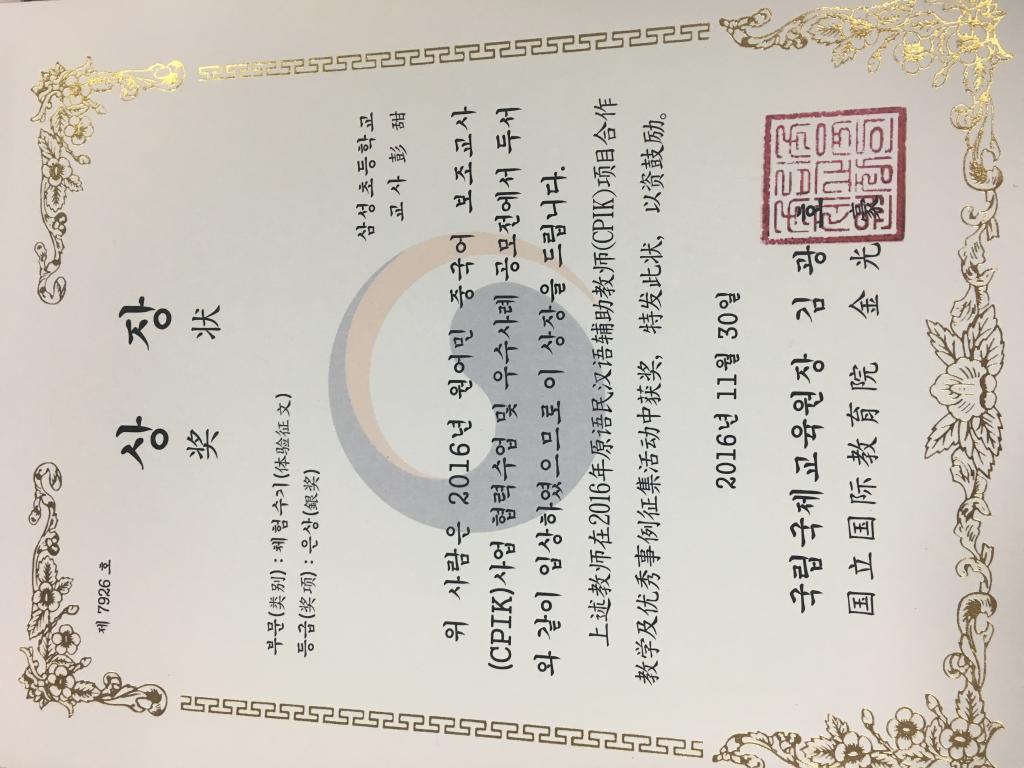 제 7926 호
상 장
奖 状
부문(类别) : 체험수기(体验征文)
등급(奖项) : 은상(銀奖)
삼성초등학교
교사 彭 甜
위 사람은 2016년 원어민 중국어 보조교사
(CPIK)사업 협력수업 및 우수사례 공모전에서 두서
와 같이 입상하였으므로 이 상장을 드립니다.
上述教师在2016年原语民汉语辅助教师(CPIK)项目合作
教学及优秀事例征集活动中获奖，特发此状，以资鼓励。
2016년 11월 30일
국립국제교육원장 김 광 호
国立国际教育院 金 光 豪